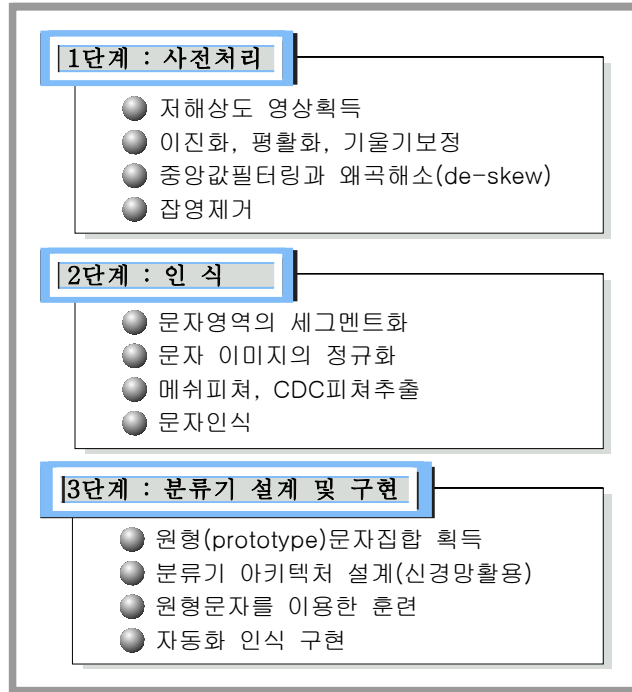 1단계 : 사전처리
저해상도 영상획득
이진화, 평활화, 기울기보정
중앙값필터링과 왜곡해소(de-skew)
잡영제거
2단계 : 인 식
문자영역의 세그멘트화
문자 이미지의 정규화
메쉬피쳐, CDC피쳐추출
문자인식
3단계 : 분류기 설계 및 구현
원형(prototype)문자집합 획득
분류기 아키텍처 설계(신경망활용)
원형문자를 이용한 훈련
자동화 인식 구현